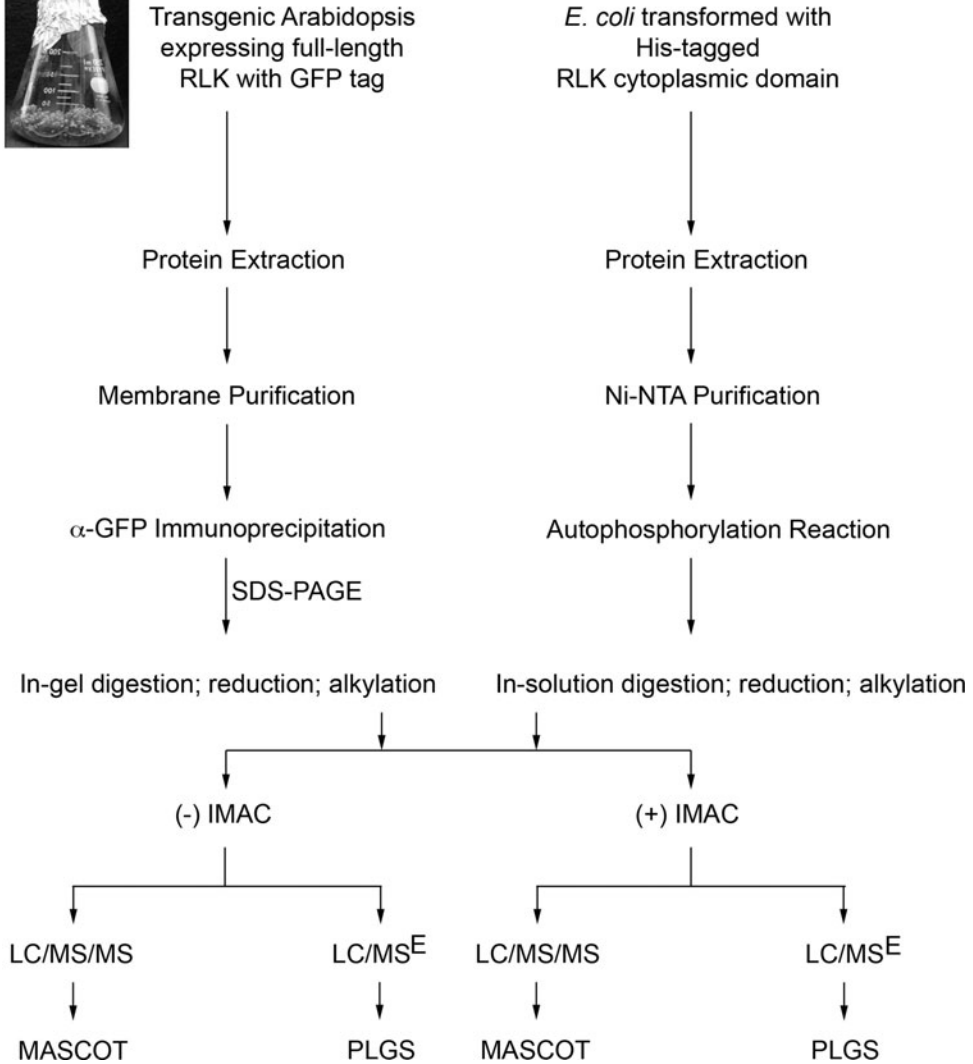 Transgenic Arabidopsis
expressing full-length
RLK with GFP tag
E. coli transformed with
His-tagged
RLK cytoplasmic domain
Protein Extraction
Protein Extraction
Membrane Purification
Ni-NTA Purification
α-GFP Immunoprecipitation
Autophosphorylation Reaction
SDS-PAGE
In-gel digestion; reduction; alkylation
In-solution digestion; reduction; alkylation
(-) IMAC
(+) IMAC
LC/MS/MS
LC/MSE
LC/MS/MS
LC/MSE
MASCOT
PLGS
MASCOT
PLGS